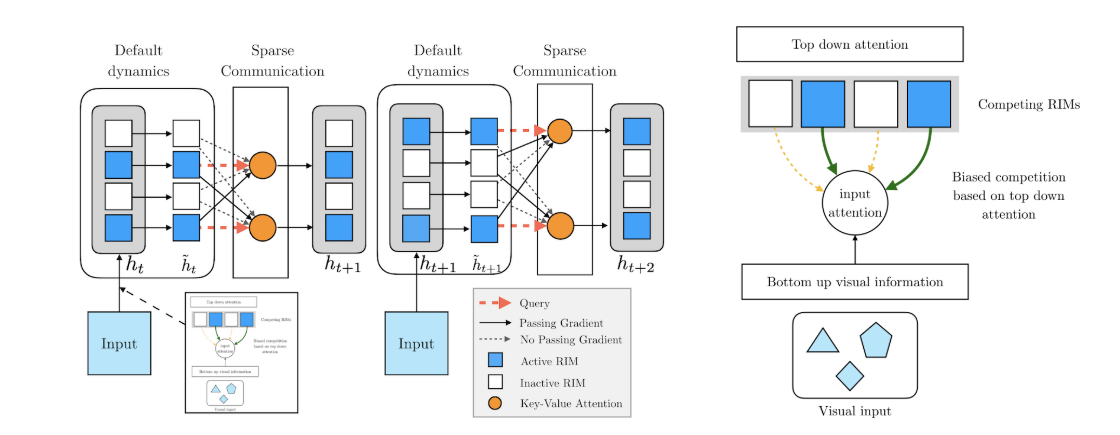 Default
dynamics
Sparse
Communication
Default
dynamics
Sparse
Communication
h_t
h̃_t
h_{t+1}
h_{t+1}
h̃_{t+1}
h_{t+2}
Input
Input
Top down attention
Competing RIMs
input
attention
Biased competition
based on top down
attention
Bottom up visual information
Visual input
Query
Passing Gradient
No Passing Gradient
Active RIM
Inactive RIM
Key-Value Attention
Top down attention
Competing RIMs
input
attention
Biased competition
based on top down
attention
Bottom up visual information
Visual input